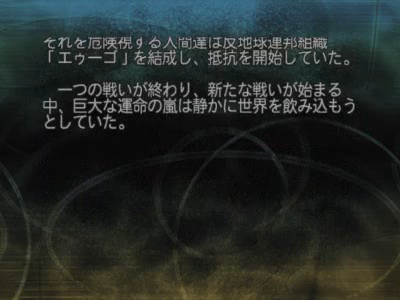 それを危険視する人間達は反地球連邦組織
「エゥーゴ」を結成し、抵抗を開始していた。
　一つの戦いが終わり、新たな戦いが始まる
中、巨大な運命の嵐は静かに世界を飲み込もう
としていた。